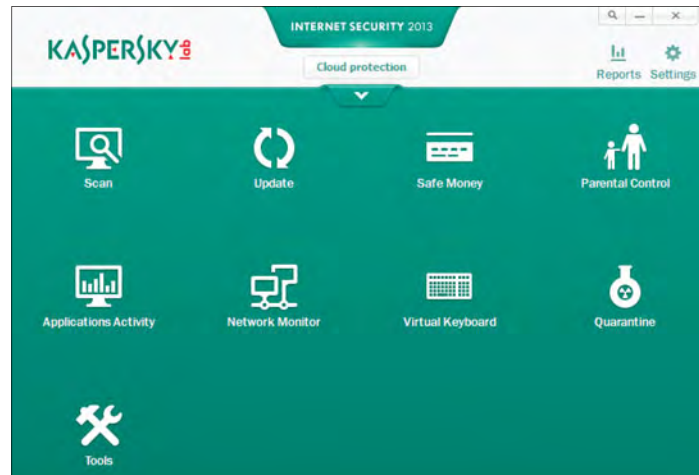 INTERNET SECURITY 2013
KASPERSKY lab
Cloud protection
Reports Settings
Scan Update Safe Money Parental Control
Applications Activity Network Monitor Virtual Keyboard Quarantine
Tools